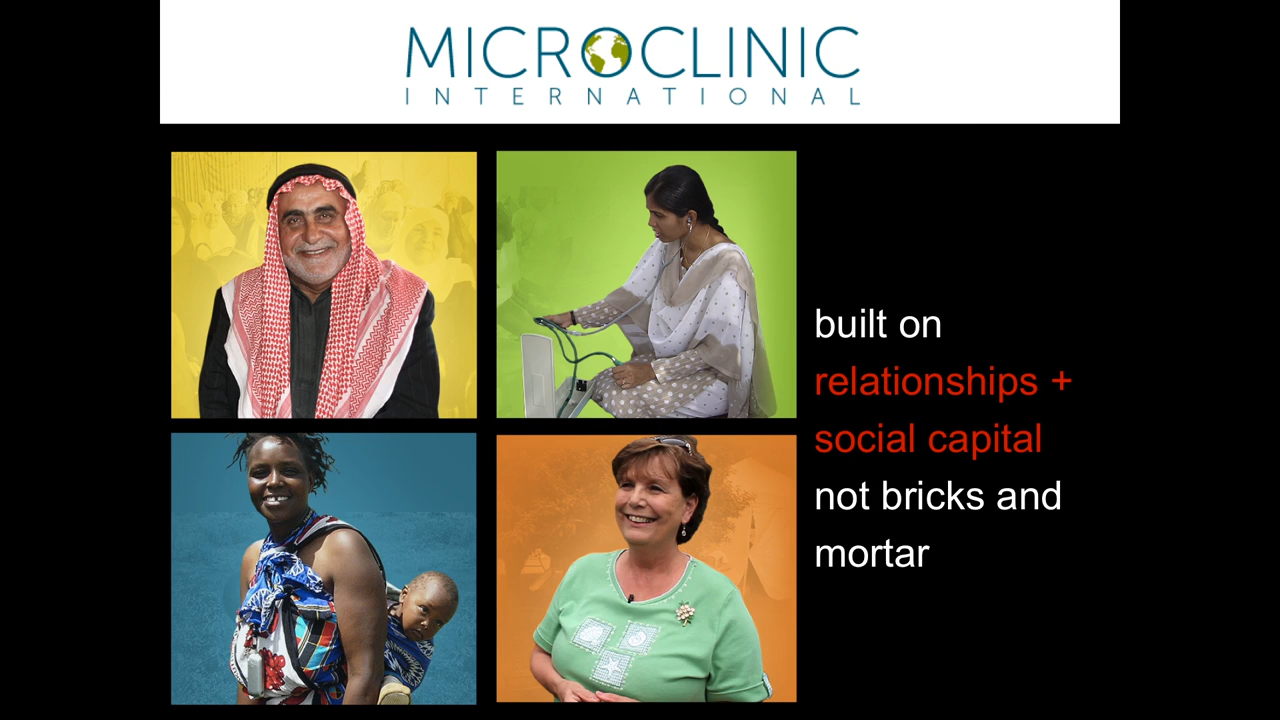 MICROCLINIC
INTERNATIONAL
built on
relationships +
social capital
not bricks and
mortar